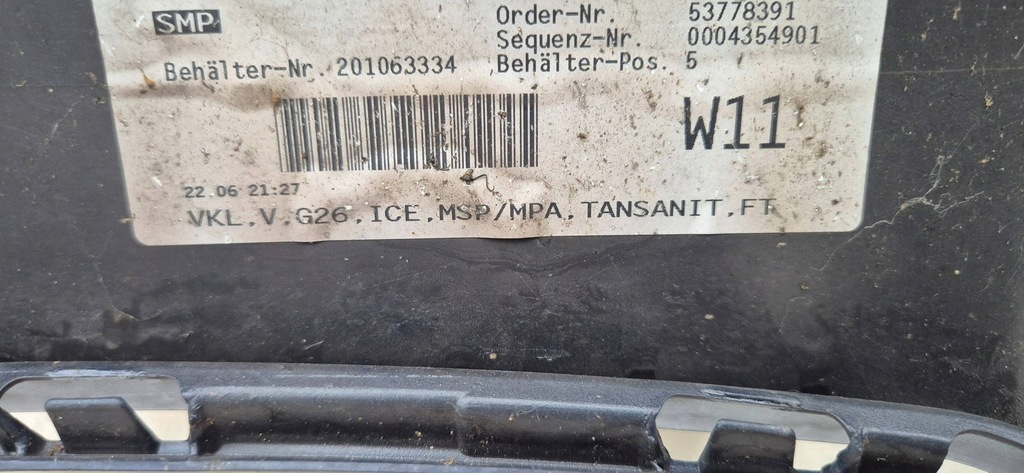 SMP Order-Nr. 53778391
Sequenz-Nr. 0004354901
Behälter-Nr. 201063334 Behälter-Pos. 5
W11
22.06 21:27
VKL,V,G26,ICE,MSP/MPA,TANSANIT,FT